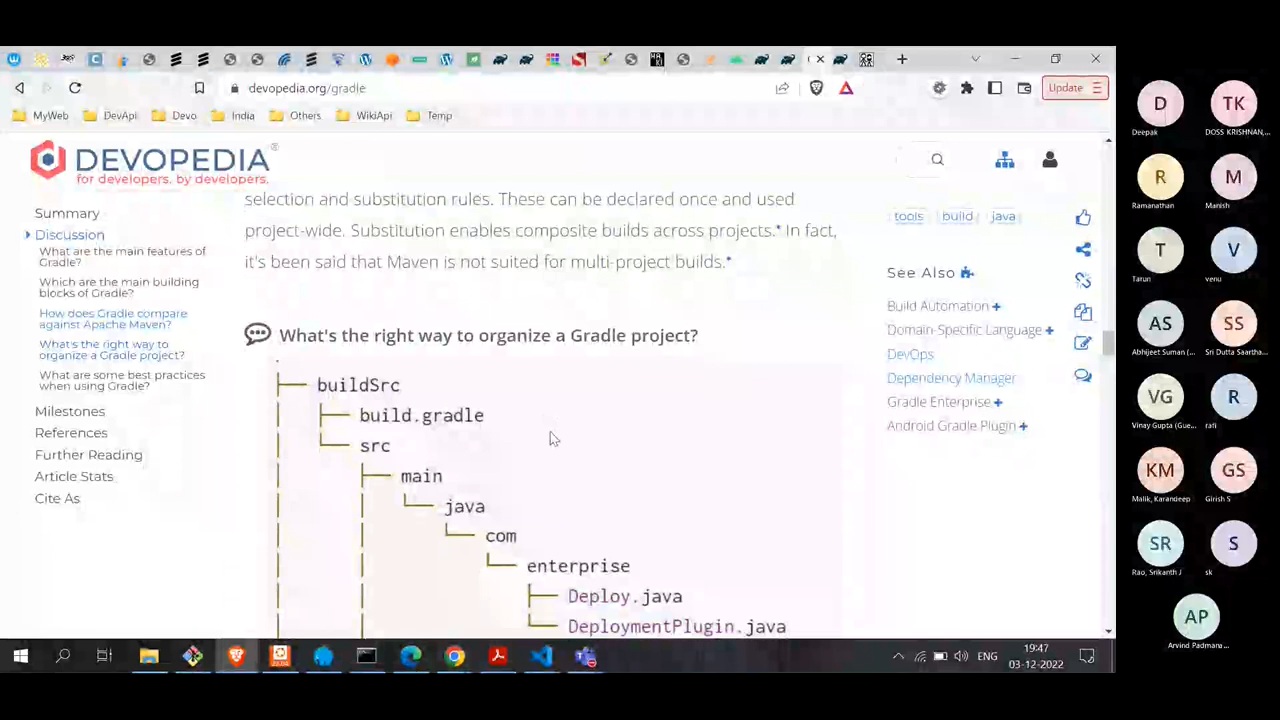 devopedia.org/gradle
Update
MyWeb
DevApi
Devo
India
Others
WikiApi
Temp
DEVOPEDIA®
for developers, by developers.
Summary
Discussion
What are the main features of
Gradle?
Which are the main building
blocks of Gradle?
How does Gradle compare
against Apache Maven?
What's the right way to
organize a Gradle project?
What are some best practices
when using Gradle?
Milestones
References
Further Reading
Article Stats
Cite As
selection and substitution rules. These can be declared once and used
project-wide. Substitution enables composite builds across projects.* In fact,
it's been said that Maven is not suited for multi-project builds.*
What's the right way to organize a Gradle project?
buildSrc
build.gradle
src
main
java
com
enterprise
Deploy.java
DeploymentPlugin.java
tools
build
java
See Also
Build Automation +
Domain-Specific Language +
DevOps
Dependency Manager
Gradle Enterprise +
Android Gradle Plugin +
ENG
19:47
03-12-2022
D
Deepak
TK
DOSS KRISHNAN,...
R
Ramanathan
M
Manish
T
Tarun
V
venu
AS
Abhijeet Suman (...
SS
Sri Dutta Saartha...
VG
Vinay Gupta (Gue...
R
rafi
KM
Malik, Karandeep
GS
Girish S
SR
Rao, Srikanth J
S
sk
AP
Arvind Padmana...